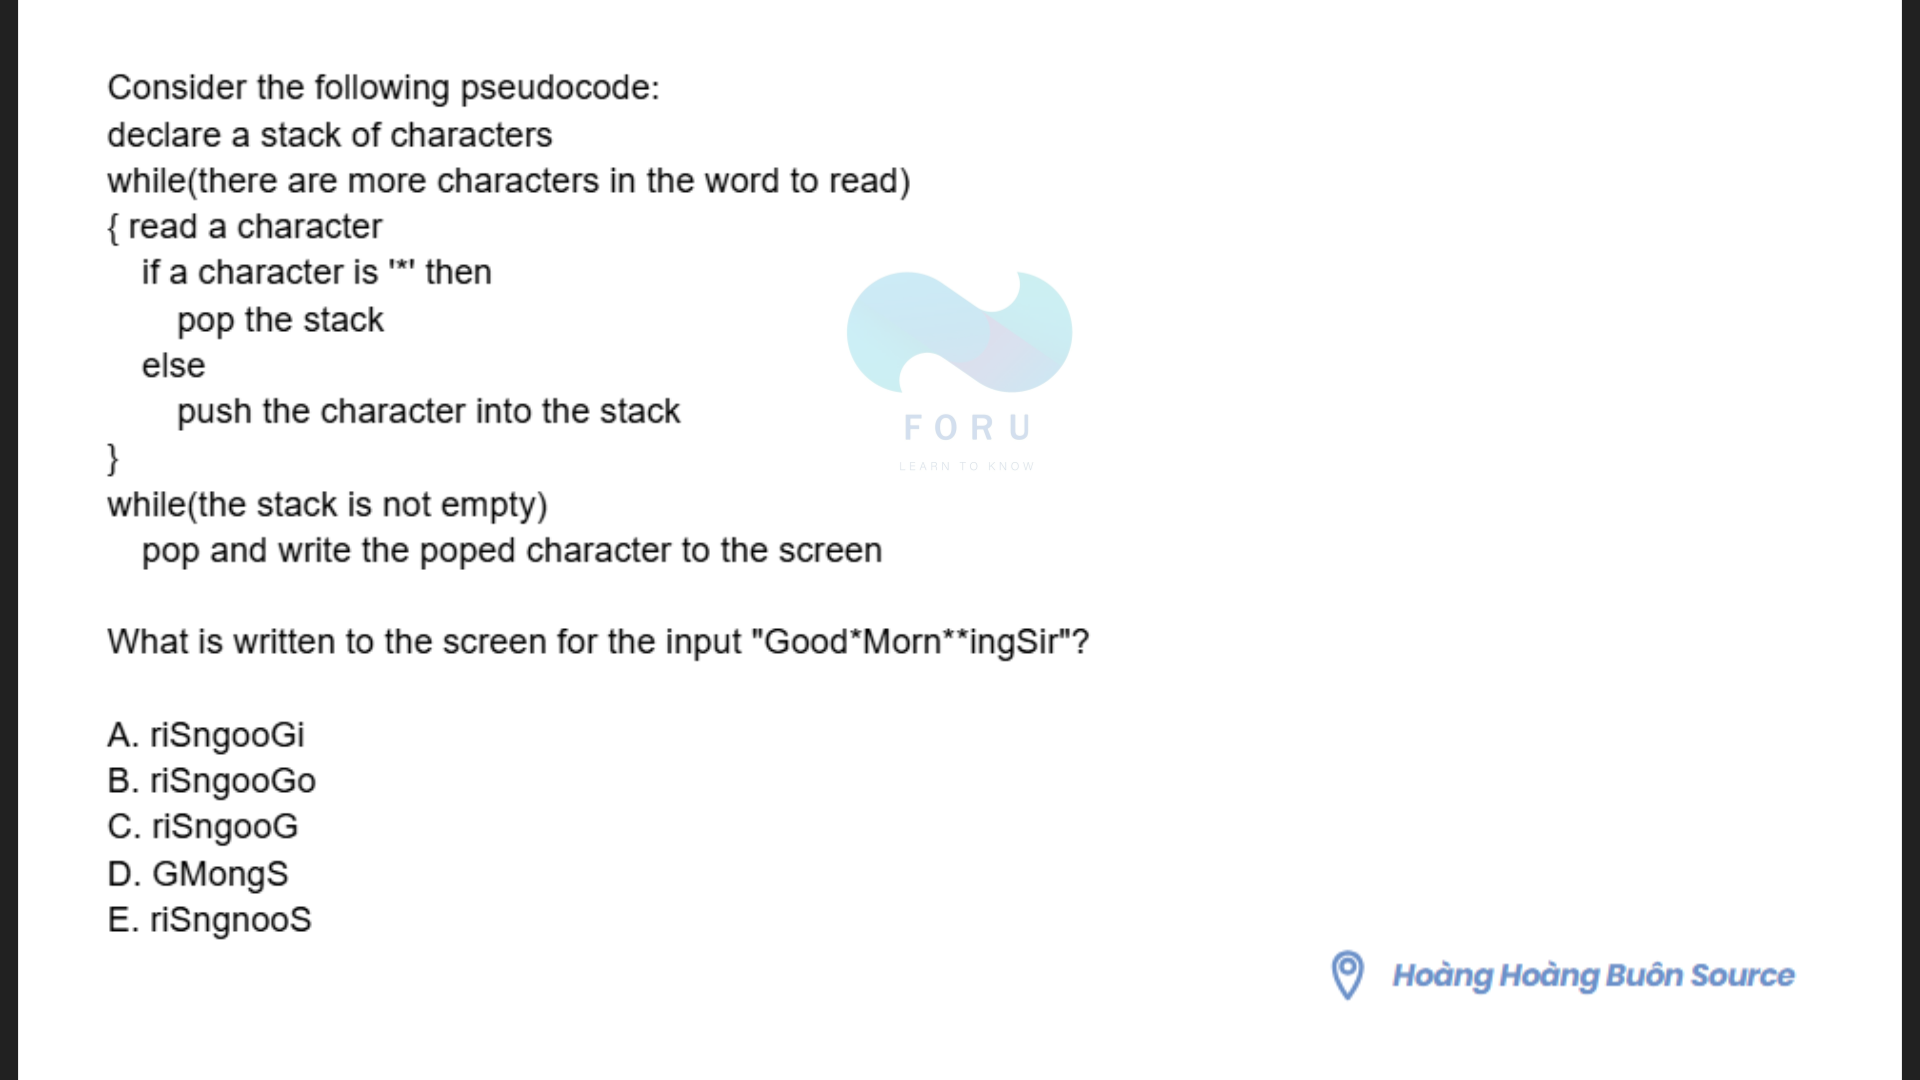 Consider the following pseudocode:
declare a stack of characters
while(there are more characters in the word to read)
{ read a character
if a character is '*' then
pop the stack
else
push the character into the stack
}
while(the stack is not empty)
pop and write the poped character to the screen
What is written to the screen for the input "Good*Morn**ingSir"?
A. riSngooGi
B. riSngooGo
C. riSngooG
D. GMongS
E. riSngnooS
FORU
LEARN TO KNOW
Hoàng Hoàng Buôn Source